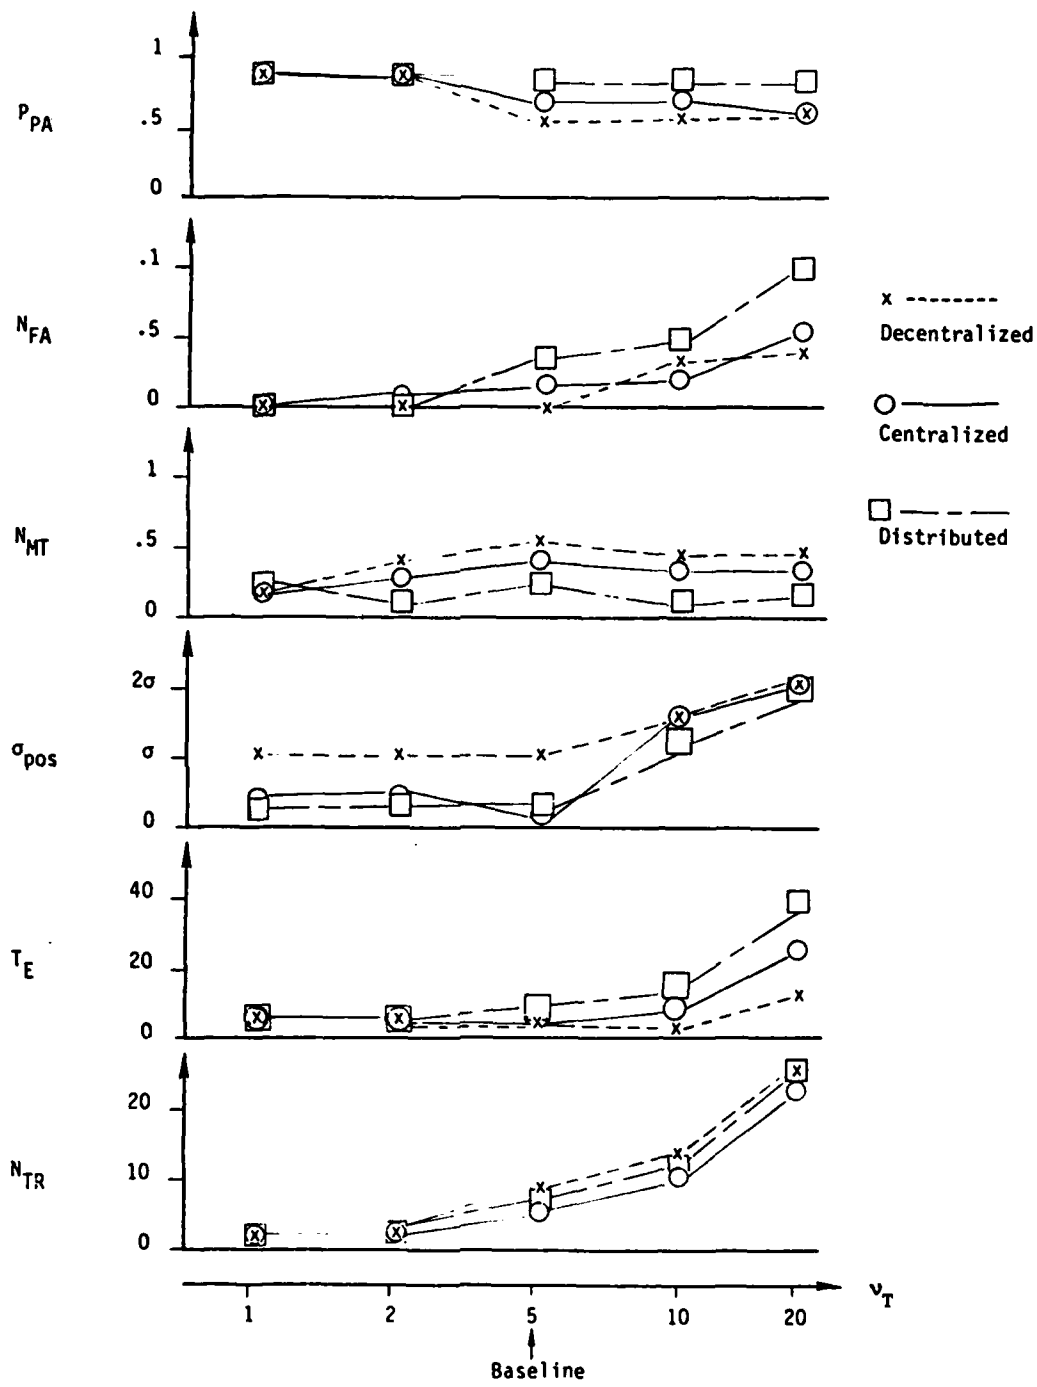 1
P_PA
.5
0
.1
N_FA
.5
0
x --------
Decentralized
Centralized
Distributed
1
N_MT
.5
0
2σ
σ_pos
σ
0
40
T_E
20
0
20
N_TR
10
0
1 2 5 10 20
ν_T
Baseline